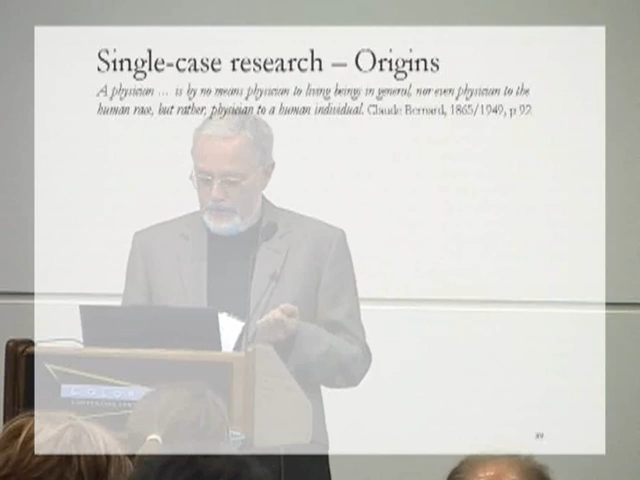 Single-case research – Origins
A physician ... is by no means physician to living beings in general, nor even physician to the
human race, but rather, physician to a human individual. Claude Bernard, 1865/1949, p 92